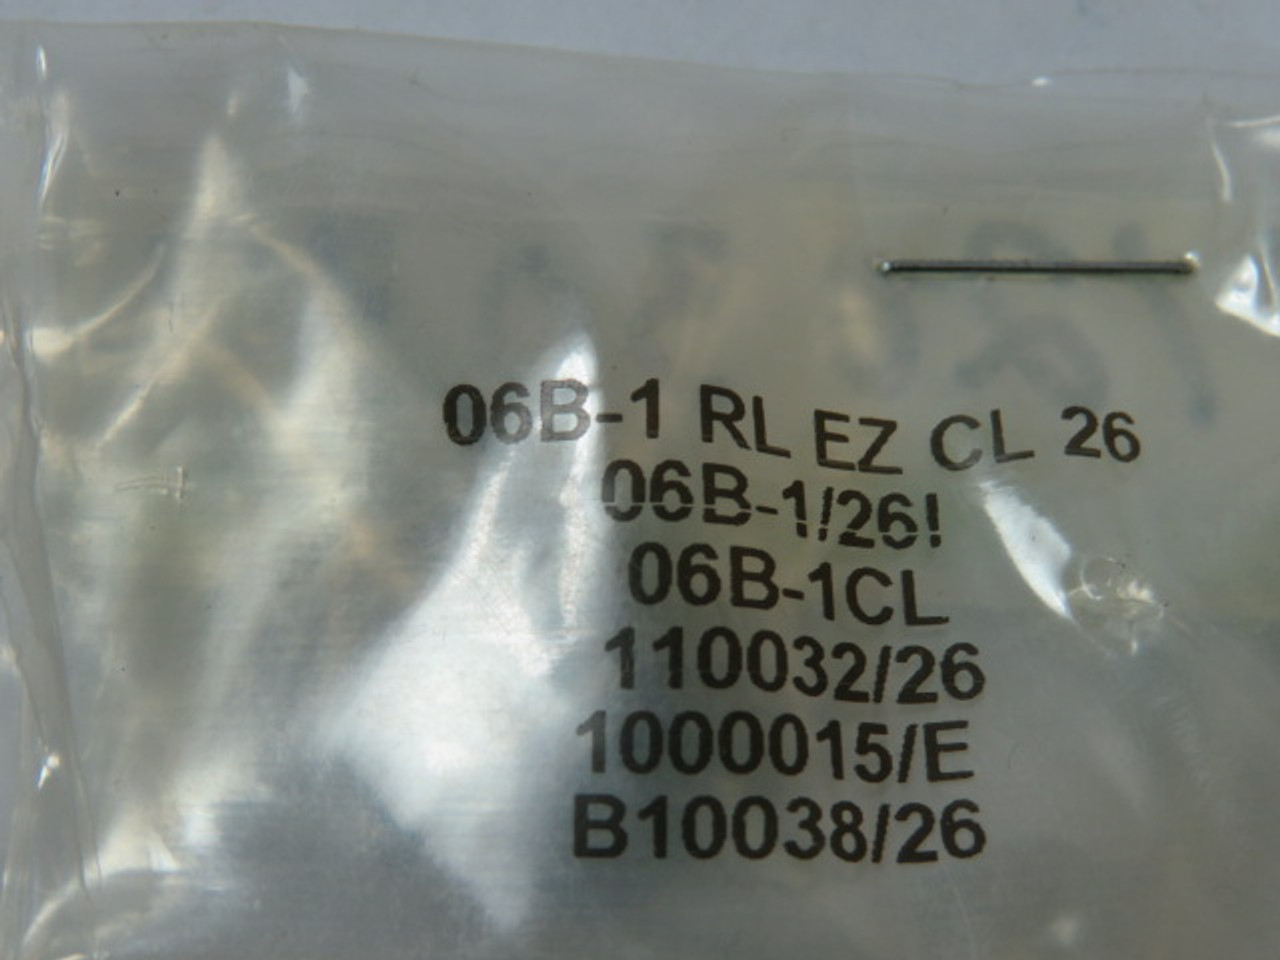 06B-1 RL EZ CL 26
06B-1/26!
06B-1CL
110032/26
1000015/E
B10038/26